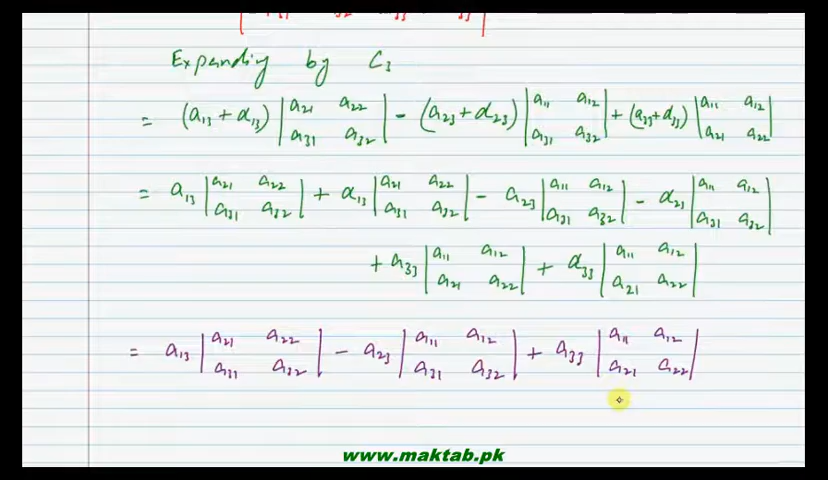 Expanding by C₃
= (a₁₃ + α₁₃) |a₂₁ a₂₂; a₃₁ a₃₂| − (a₂₃ + α₂₃) |a₁₁ a₁₂; a₃₁ a₃₂| + (a₃₃ + α₃₃) |a₁₁ a₁₂; a₂₁ a₂₂|
= a₁₃ |a₂₁ a₂₂; a₃₁ a₃₂| + α₁₃ |a₂₁ a₂₂; a₃₁ a₃₂| − a₂₃ |a₁₁ a₁₂; a₃₁ a₃₂| − α₂₃ |a₁₁ a₁₂; a₃₁ a₃₂|
+ a₃₃ |a₁₁ a₁₂; a₂₁ a₂₂| + α₃₃ |a₁₁ a₁₂; a₂₁ a₂₂|
= a₁₃ |a₂₁ a₂₂; a₃₁ a₃₂| − a₂₃ |a₁₁ a₁₂; a₃₁ a₃₂| + a₃₃ |a₁₁ a₁₂; a₂₁ a₂₂|
www.maktab.pk